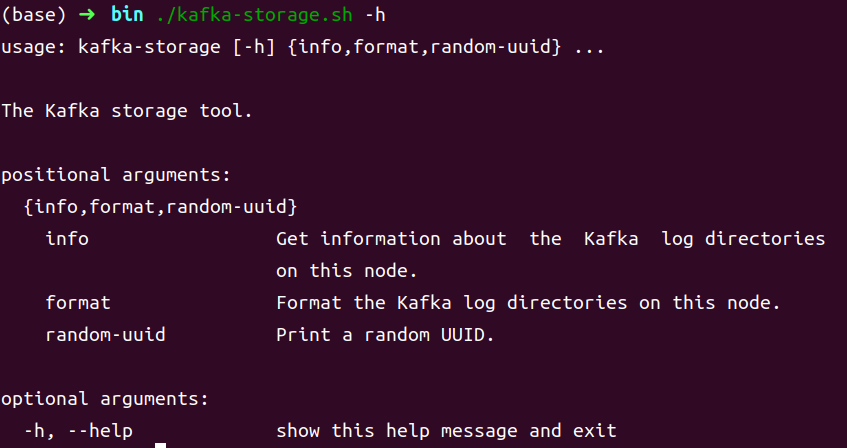 (base) ➜ bin ./kafka-storage.sh -h
usage: kafka-storage [-h] {info,format,random-uuid} ...
The Kafka storage tool.
positional arguments:
{info,format,random-uuid}
info Get information about the Kafka log directories
on this node.
format Format the Kafka log directories on this node.
random-uuid Print a random UUID.
optional arguments:
-h, --help show this help message and exit